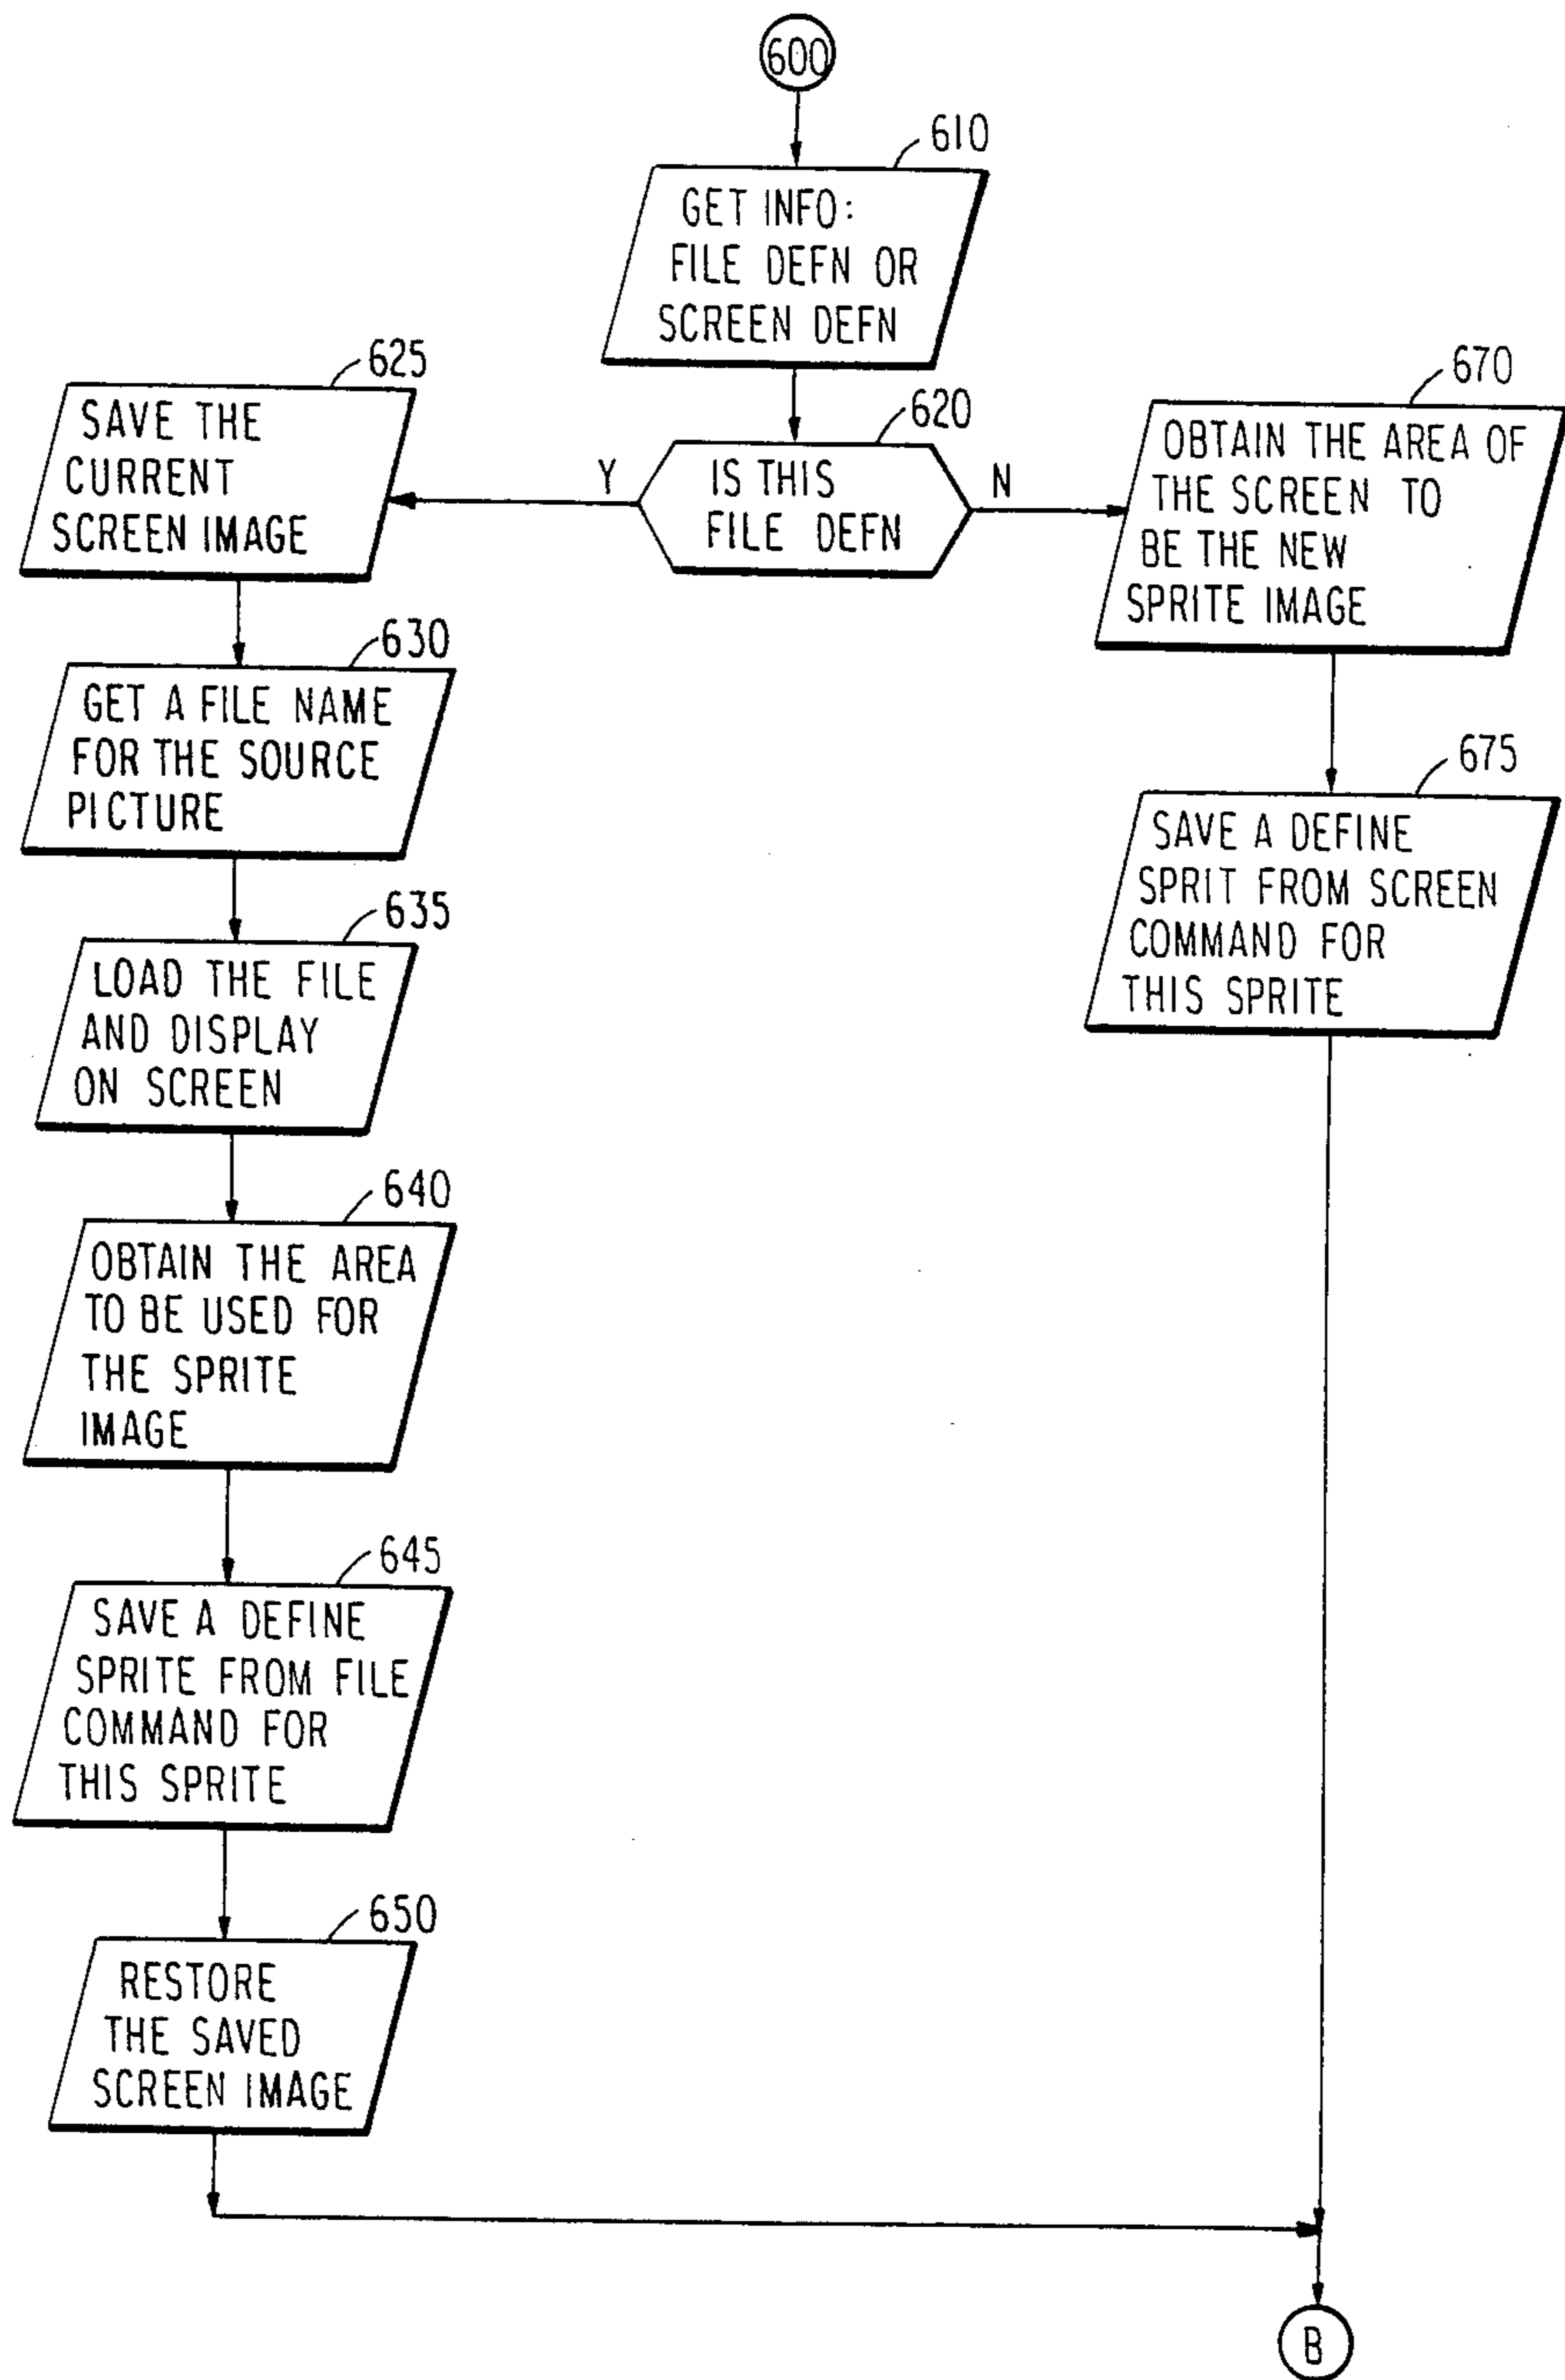 600
610
GET INFO:
FILE DEFN OR
SCREEN DEFN
620
IS THIS
FILE DEFN
Y
N
625
SAVE THE
CURRENT
SCREEN IMAGE
630
GET A FILE NAME
FOR THE SOURCE
PICTURE
635
LOAD THE FILE
AND DISPLAY
ON SCREEN
640
OBTAIN THE AREA
TO BE USED FOR
THE SPRITE
IMAGE
645
SAVE A DEFINE
SPRITE FROM FILE
COMMAND FOR
THIS SPRITE
650
RESTORE
THE SAVED
SCREEN IMAGE
670
OBTAIN THE AREA OF
THE SCREEN TO
BE THE NEW
SPRITE IMAGE
675
SAVE A DEFINE
SPRIT FROM SCREEN
COMMAND FOR
THIS SPRITE
B